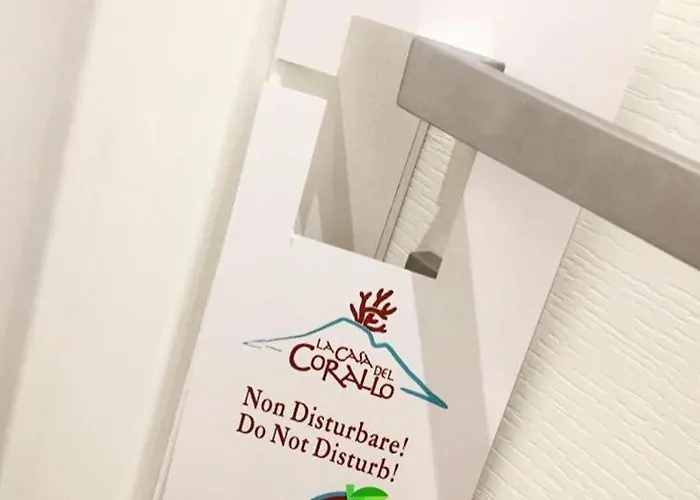 LA CASA DEL
CORALLO
Non Disturbare!
Do Not Disturb!